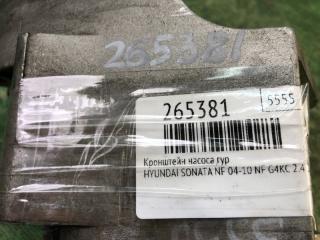 265381
265381
5555
Кронштейн насоса гур
HYUNDAI SONATA NF 04-10 NF G4KC 2.4